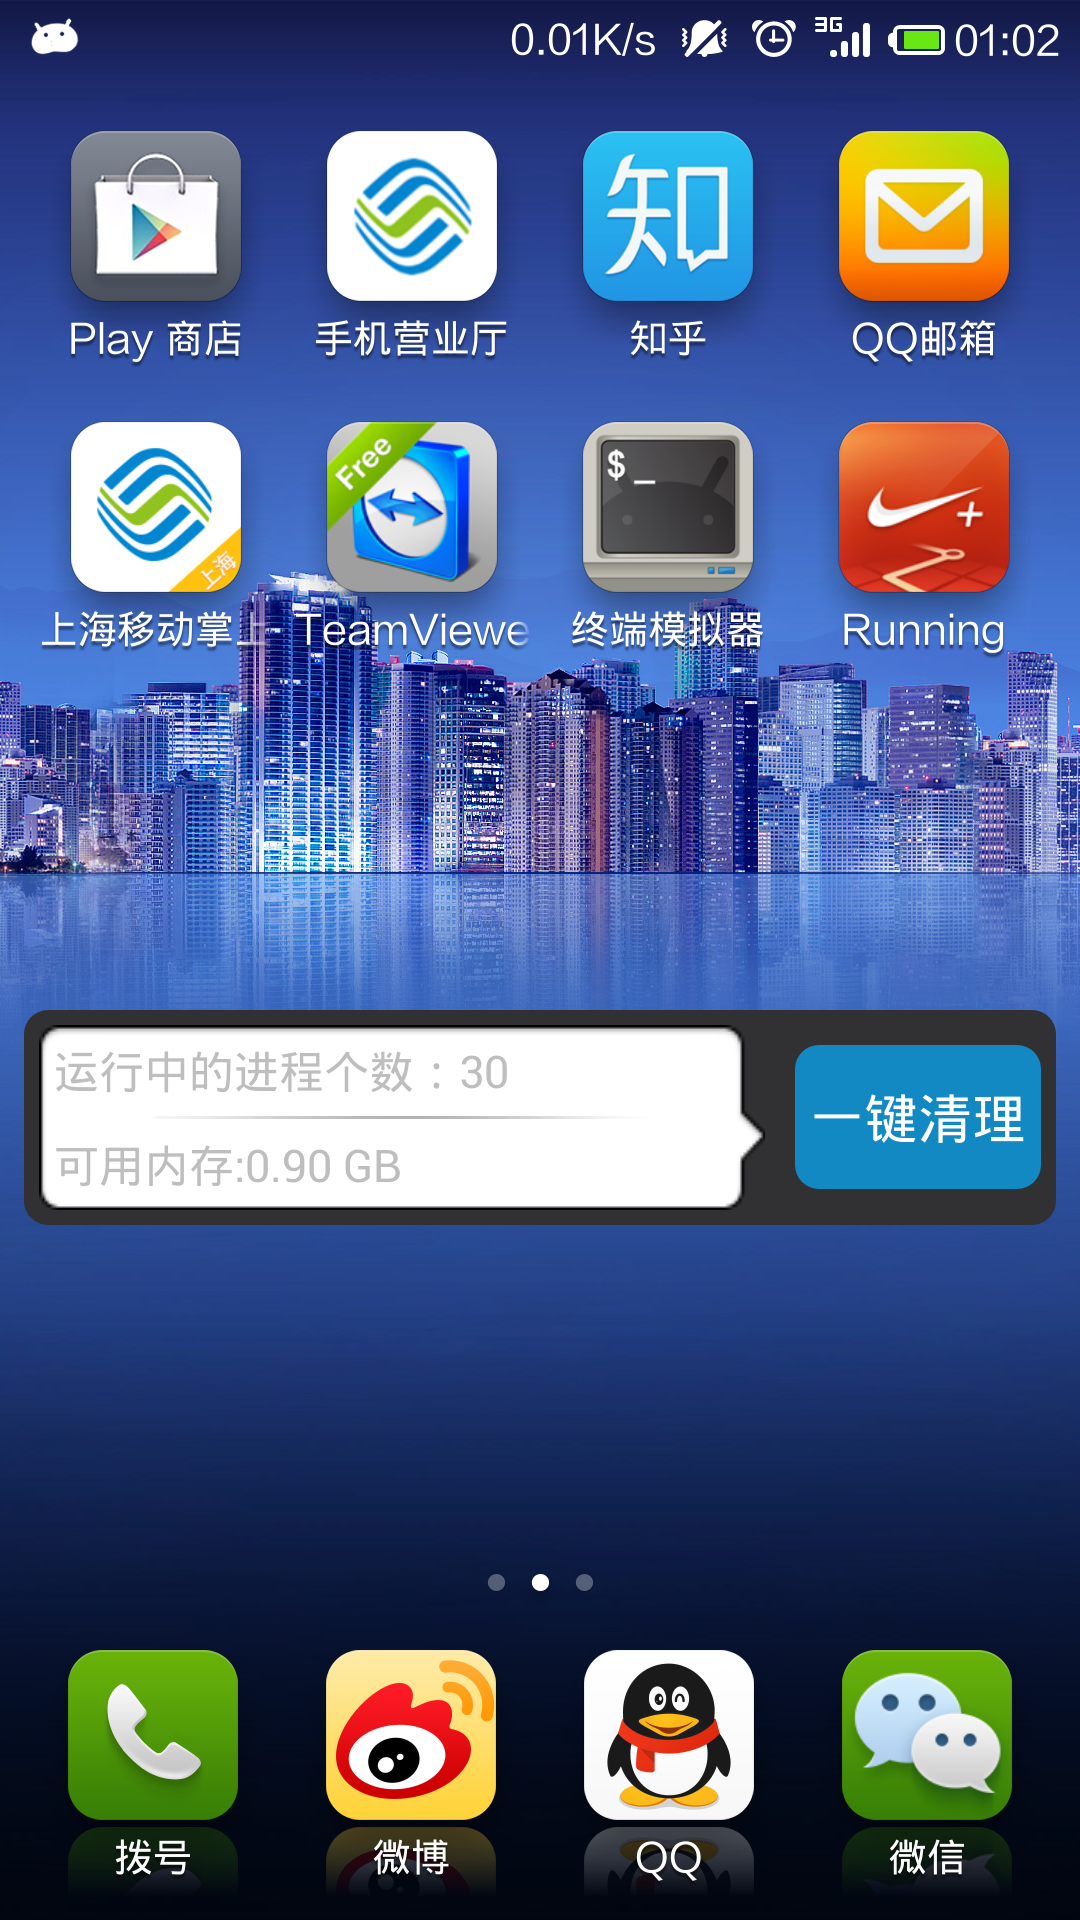 0.01K/s 3G 01:02
Play 商店
手机营业厅
知
知乎
QQ邮箱
上海
上海移动掌上
Free
TeamViewe
$_
终端模拟器
Running
运行中的进程个数：30
可用内存:0.90 GB
一键清理
拨号
微博
QQ
微信